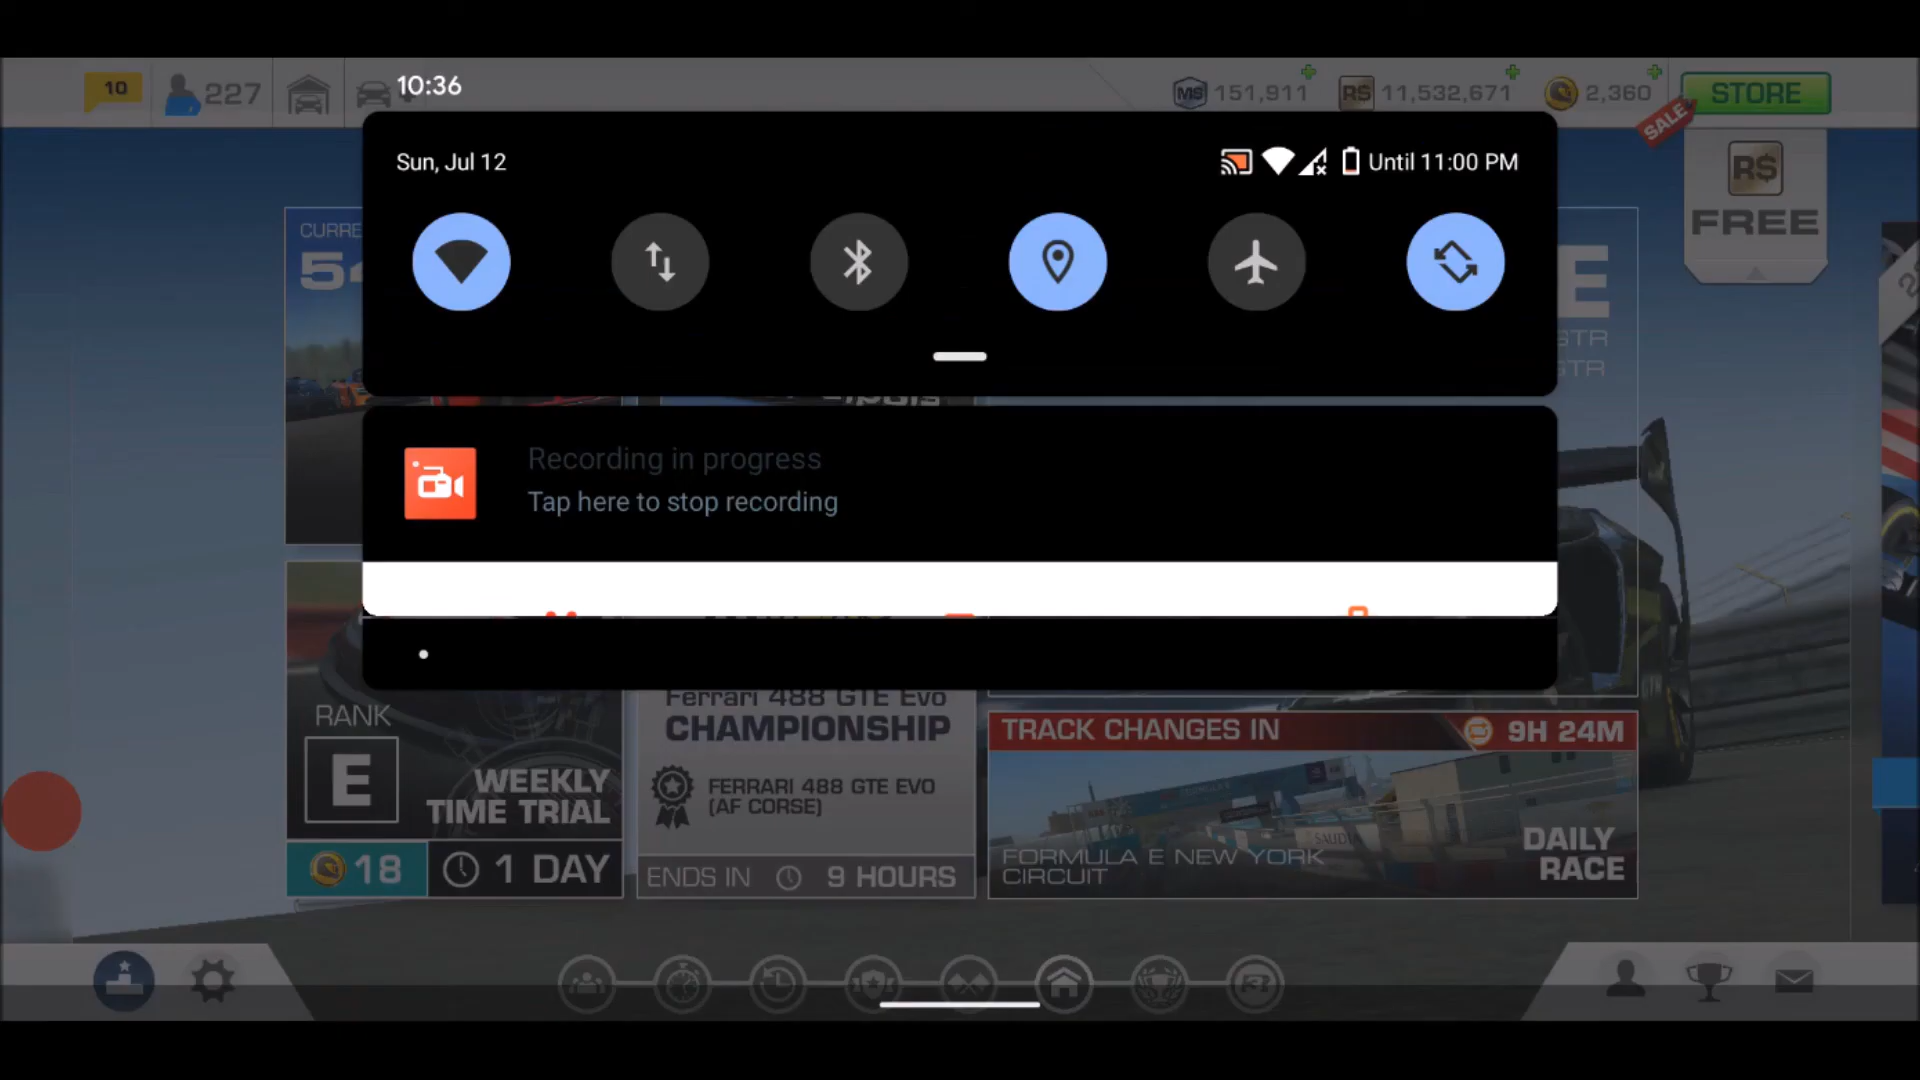 10
227
10:36
MS 151,911
RS 11,532,671
2,360
STORE
SALE
Sun, Jul 12
Until 11:00 PM
R$
FREE
CURRE
E
Recording in progress
Tap here to stop recording
RANK
E
WEEKLY
TIME TRIAL
18
1 DAY
Ferrari 488 GTE Evo
CHAMPIONSHIP
FERRARI 488 GTE EVO
(AF CORSE)
ENDS IN 9 HOURS
TRACK CHANGES IN 9H 24M
FORMULA E NEW YORK
CIRCUIT
DAILY
RACE